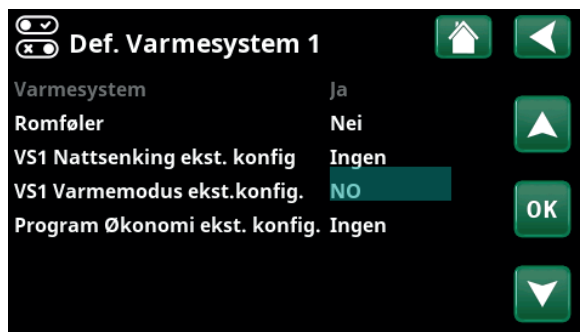 Def. Varmesystem 1
Varmesystem Ja
Romføler Nei
VS1 Nattsenking ekst. konfig Ingen
VS1 Varmemodus ekst.konfig. NO
Program Økonomi ekst. konfig. Ingen
OK